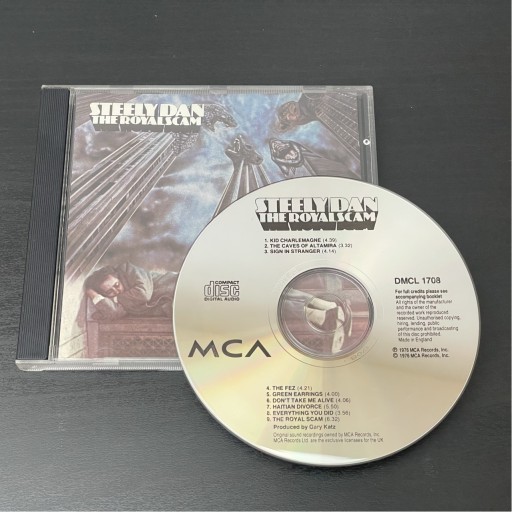 STEELY DAN
THE ROYAL SCAM
STEELY DAN
THE ROYAL SCAM
1. KID CHARLEMAGNE (4.39)
2. THE CAVES OF ALTAMIRA (3.32)
3. SIGN IN STRANGER (4.14)
COMPACT
disc
DIGITAL AUDIO
DMCL 1708
For full credits please see
accompanying booklet
All rights of the manufacturer
and the owner of the
recorded work reproduced
reserved. Unauthorised copying,
hiring, lending, public
performance and broadcasting
of this disc prohibited.
Made in England
℗ 1976 MCA Records, Inc.
© 1976 MCA Records, Inc.
MCA
4. THE FEZ (4.21)
5. GREEN EARRINGS (4.00)
6. DON'T TAKE ME ALIVE (4.06)
7. HAITIAN DIVORCE (5.50)
8. EVERYTHING YOU DID (3.56)
9. THE ROYAL SCAM (6.32)
Produced by Gary Katz
Original sound recordings owned by MCA Records, Inc.
MCA Records Ltd. are the exclusive licensees for the UK